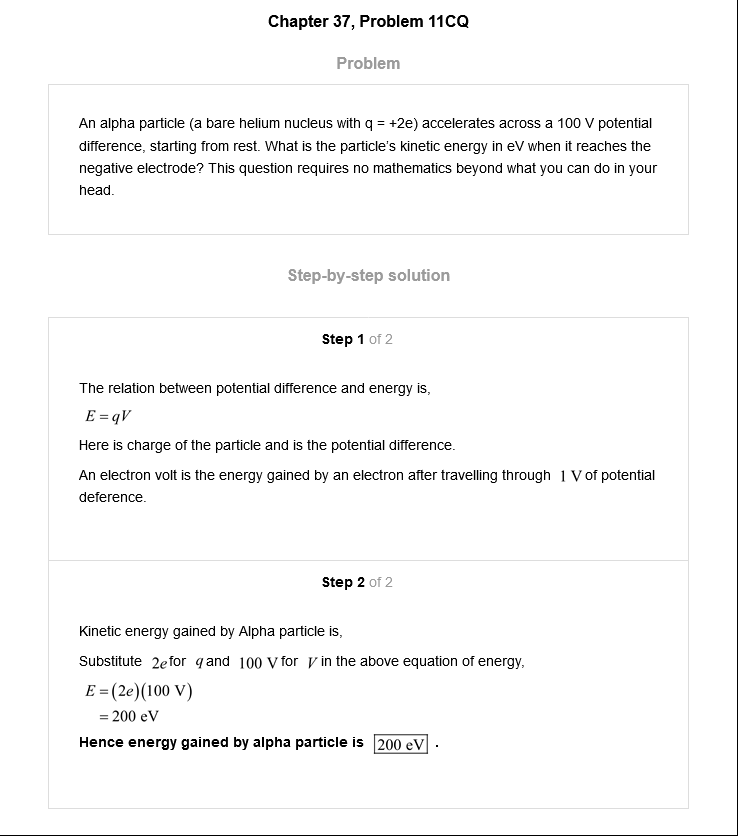 Chapter 37, Problem 11CQ
Problem
An alpha particle (a bare helium nucleus with q = +2e) accelerates across a 100 V potential
difference, starting from rest. What is the particle's kinetic energy in eV when it reaches the
negative electrode? This question requires no mathematics beyond what you can do in your
head.
Step-by-step solution
Step 1 of 2
The relation between potential difference and energy is,
E = qV
Here is charge of the particle and is the potential difference.
An electron volt is the energy gained by an electron after travelling through 1 V of potential
deference.
Step 2 of 2
Kinetic energy gained by Alpha particle is,
Substitute 2e for q and 100 V for V in the above equation of energy,
E = (2e)(100 V)
= 200 eV
Hence energy gained by alpha particle is 200 eV .